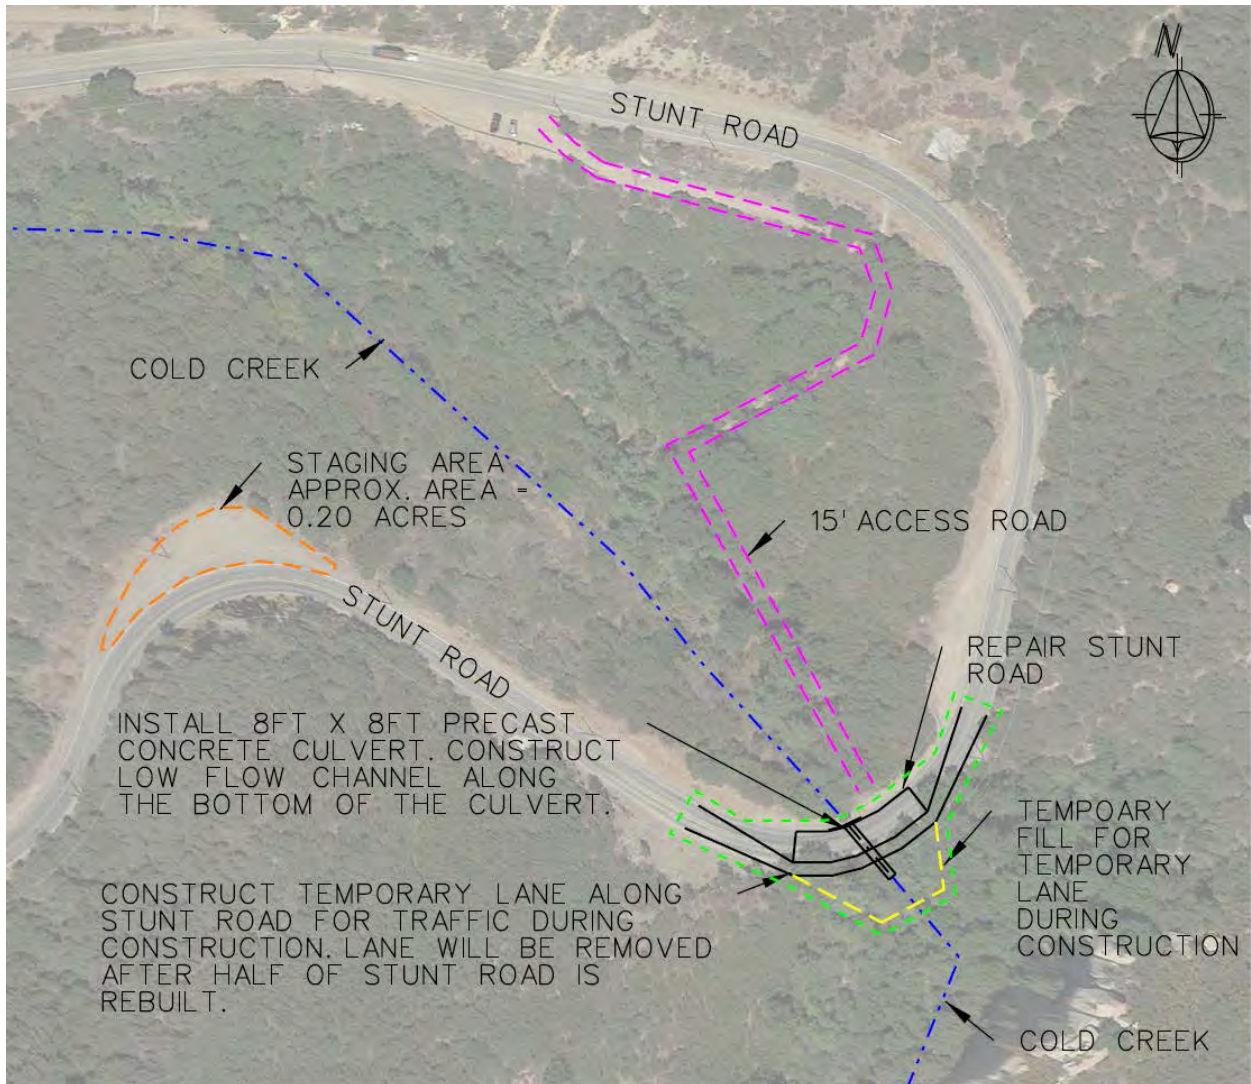 N
STUNT ROAD
COLD CREEK
STAGING AREA
APPROX. AREA =
0.20 ACRES
15' ACCESS ROAD
STUNT ROAD
REPAIR STUNT
ROAD
INSTALL 8FT X 8FT PRECAST
CONCRETE CULVERT. CONSTRUCT
LOW FLOW CHANNEL ALONG
THE BOTTOM OF THE CULVERT.
TEMPOARY
FILL FOR
TEMPORARY
LANE
DURING
CONSTRUCTION
CONSTRUCT TEMPORARY LANE ALONG
STUNT ROAD FOR TRAFFIC DURING
CONSTRUCTION. LANE WILL BE REMOVED
AFTER HALF OF STUNT ROAD IS
REBUILT.
COLD CREEK